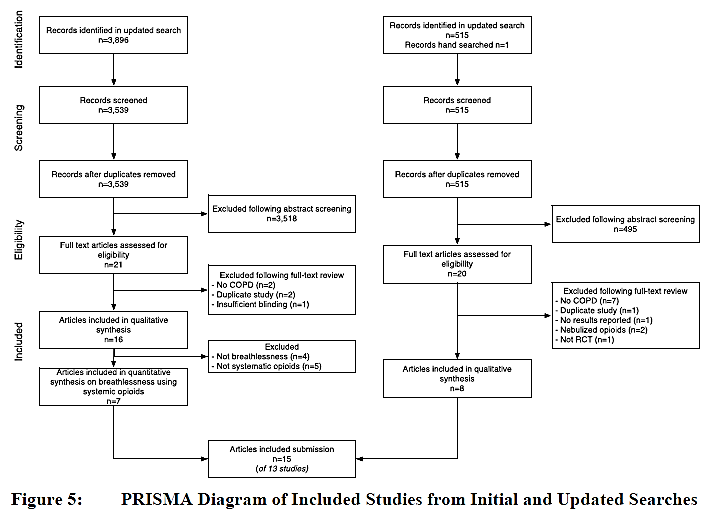 Identification
Records identified in updated search
n=3,896
Screening
Records screened
n=3,539
Records after duplicates removed
n=3,539
Excluded following abstract screening
n=3,518
Eligibility
Full text articles assessed for
eligibility
n=21
Excluded following full-text review
- No COPD (n=2)
- Duplicate study (n=2)
- Insufficient blinding (n=1)
Included
Articles included in qualitative
synthesis
n=16
Excluded
- Not breathlessness (n=4)
- Not systematic opioids (n=5)
Articles included in quantitative
synthesis on breathlessness using
systemic opioids
n=7
Records identified in updated search
n=515
Records hand searched n=1
Records screened
n=515
Records after duplicates removed
n=515
Excluded following abstract screening
n=495
Full text articles assessed for
eligibility
n=20
Excluded following full-text review
- No COPD (n=7)
- Duplicate study (n=1)
- No results reported (n=1)
- Nebulized opioids (n=2)
- Not RCT (n=1)
Articles included in qualitative
synthesis
n=8
Articles included submission
n=15
(of 13 studies)
Figure 5: PRISMA Diagram of Included Studies from Initial and Updated Searches